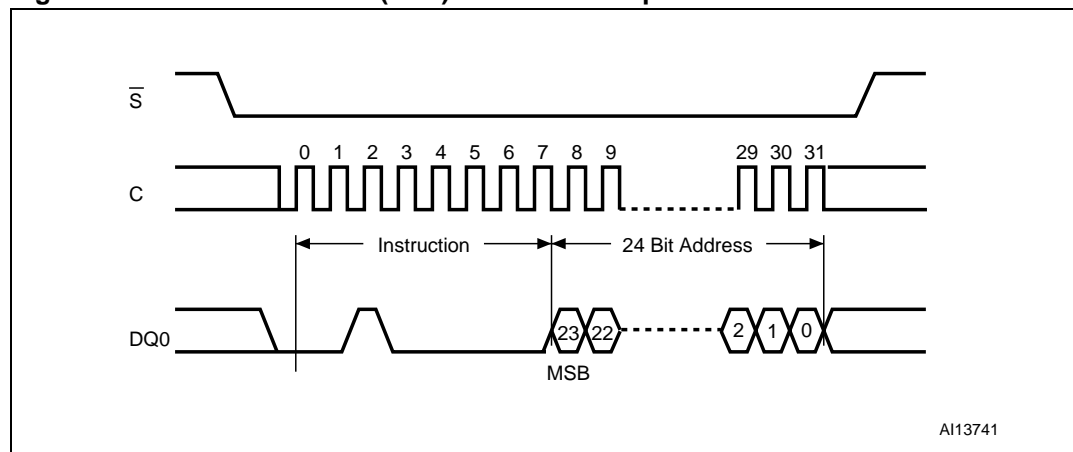 S
0 1 2 3 4 5 6 7 8 9 29 30 31
C
Instruction 24 Bit Address
DQ0 23 22 2 1 0
MSB
AI13741